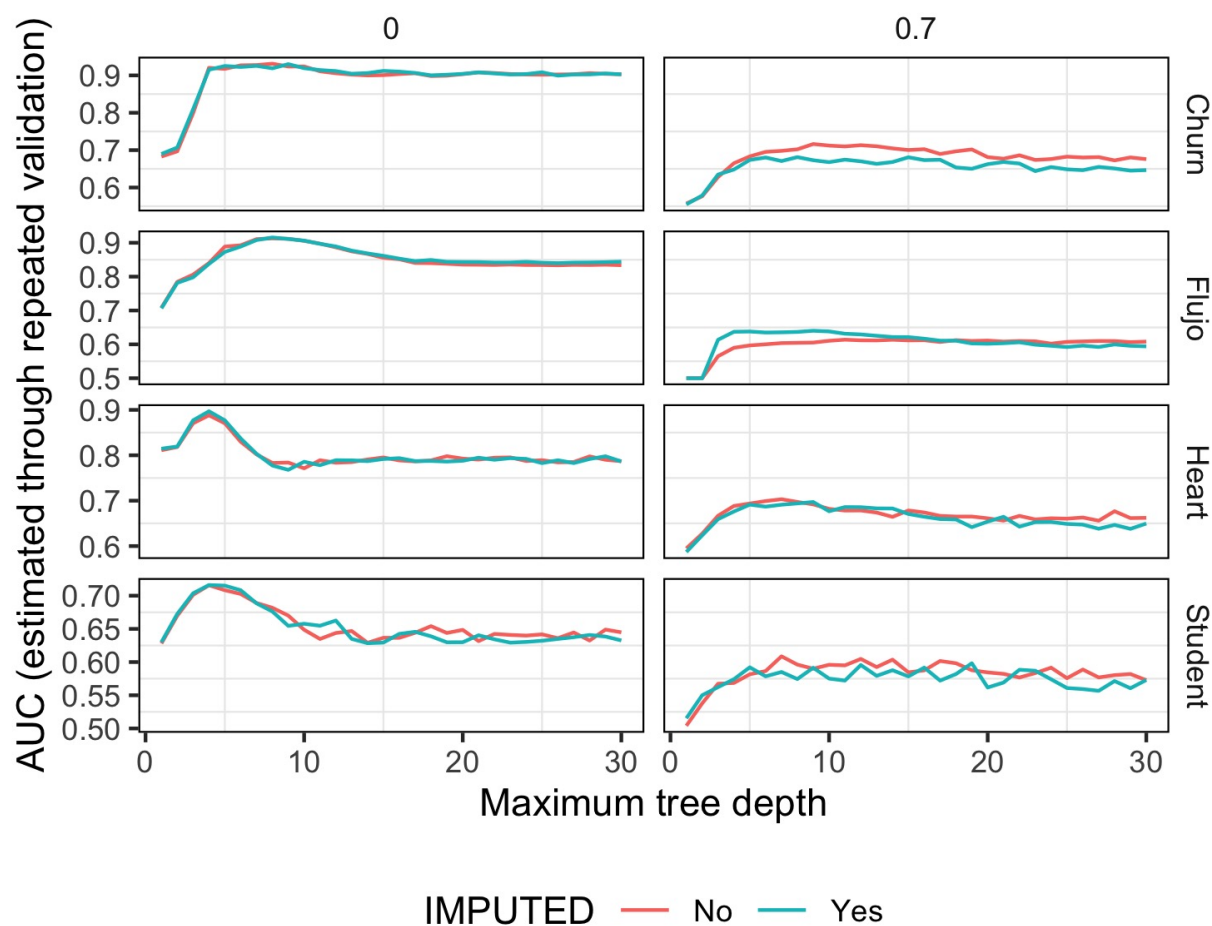 0 0.7
AUC (estimated through repeated validation)
0.9
0.8
0.7
0.6
Churn
0.9
0.8
0.7
0.6
0.5
Flujo
0.9
0.8
0.7
0.6
Heart
0.70
0.65
0.60
0.55
0.50
Student
0 10 20 30 0 10 20 30
Maximum tree depth
IMPUTED No Yes